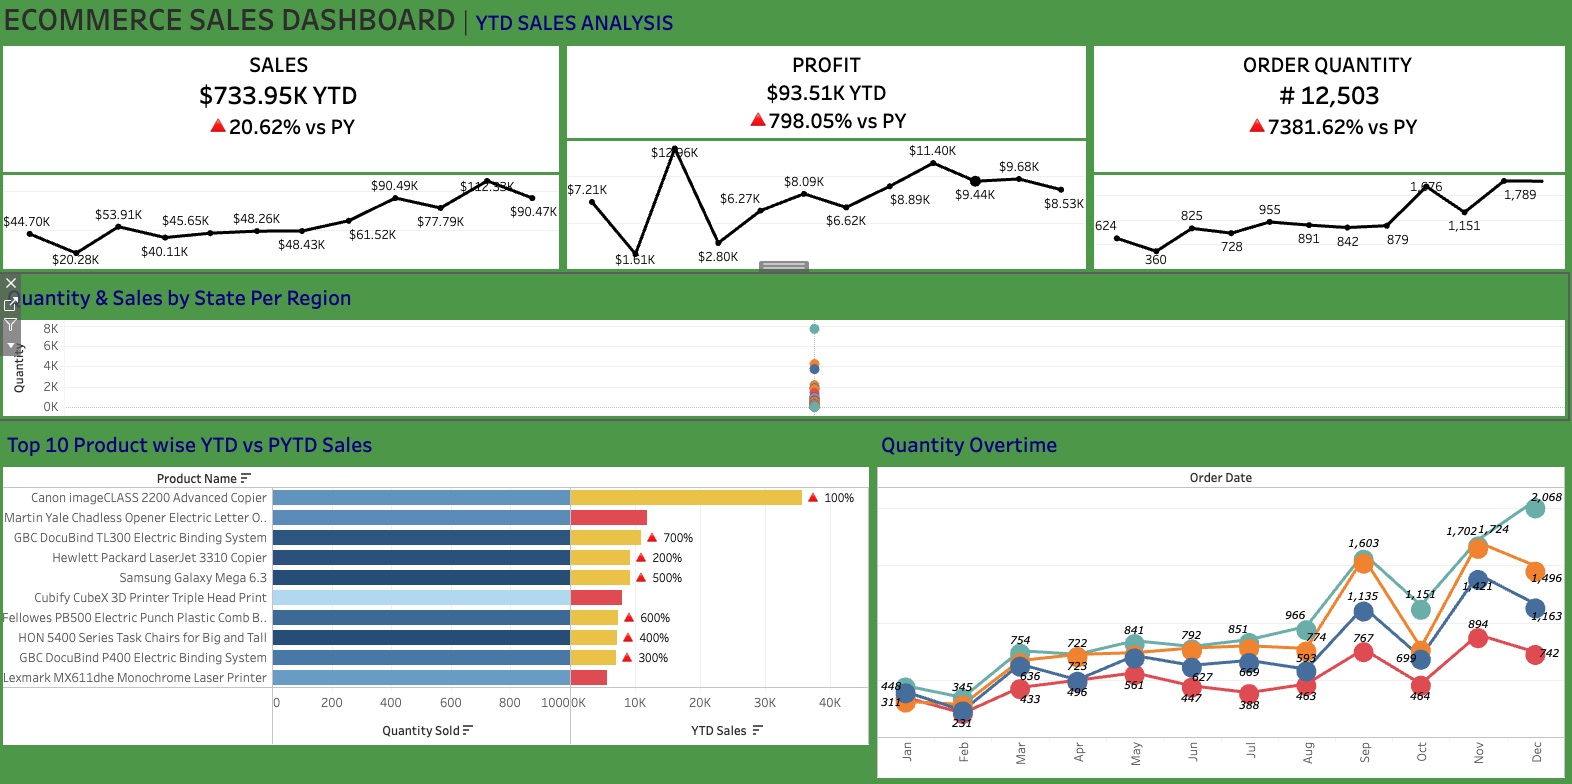 ECOMMERCE SALES DASHBOARD | YTD SALES ANALYSIS
SALES
$733.95K YTD
20.62% vs PY
$44.70K
$20.28K
$53.91K
$40.11K
$45.65K
$48.26K
$48.43K
$61.52K
$90.49K
$77.79K
$112.33K
$90.47K
PROFIT
$93.51K YTD
798.05% vs PY
$7.21K
$1.61K
$12.96K
$2.80K
$6.27K
$8.09K
$6.62K
$8.89K
$11.40K
$9.44K
$9.68K
$8.53K
ORDER QUANTITY
# 12,503
7381.62% vs PY
624
360
825
728
955
891
842
879
1,151
1,789
Quantity & Sales by State Per Region
Quantity
8K
6K
4K
2K
0K
Top 10 Product wise YTD vs PYTD Sales
Product Name
Canon imageCLASS 2200 Advanced Copier 100%
Martin Yale Chadless Opener Electric Letter O..
GBC DocuBind TL300 Electric Binding System 700%
Hewlett Packard LaserJet 3310 Copier 200%
Samsung Galaxy Mega 6.3 500%
Cubify CubeX 3D Printer Triple Head Print
Fellowes PB500 Electric Punch Plastic Comb B.. 600%
HON 5400 Series Task Chairs for Big and Tall 400%
GBC DocuBind P400 Electric Binding System 300%
Lexmark MX611dhe Monochrome Laser Printer
0 200 400 600 800 1000 0K 10K 20K 30K 40K
Quantity Sold YTD Sales
Quantity Overtime
Order Date
448
311
345
231
754
636
433
722
723
496
841
561
792
627
447
851
669
388
966
774
593
463
1,603
1,135
767
1,151
699
464
1,702
1,724
1,421
894
2,068
1,496
1,163
742
Jan Feb Mar Apr May Jun Jul Aug Sep Oct Nov Dec